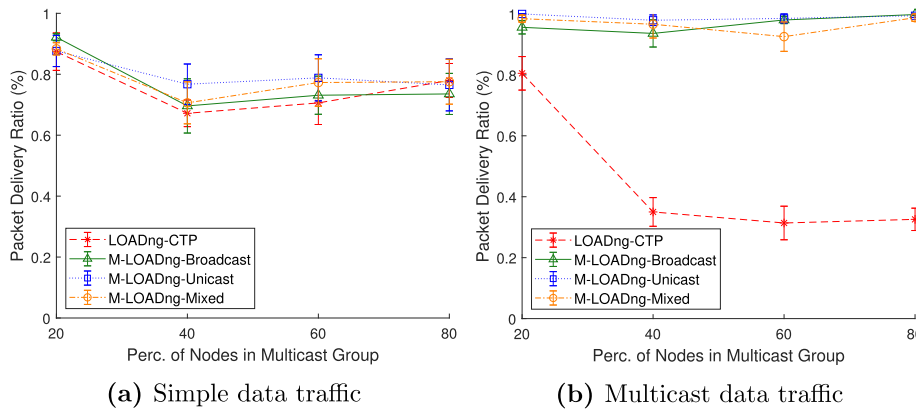 1
0.8
0.6
0.4
0.2
0
Packet Delivery Ratio (%)
LOADng-CTP
M-LOADng-Broadcast
M-LOADng-Unicast
M-LOADng-Mixed
20 40 60 80
Perc. of Nodes in Multicast Group
(a) Simple data traffic
1
0.8
0.6
0.4
0.2
0
Packet Delivery Ratio (%)
LOADng-CTP
M-LOADng-Broadcast
M-LOADng-Unicast
M-LOADng-Mixed
20 40 60 80
Perc. of Nodes in Multicast Group
(b) Multicast data traffic